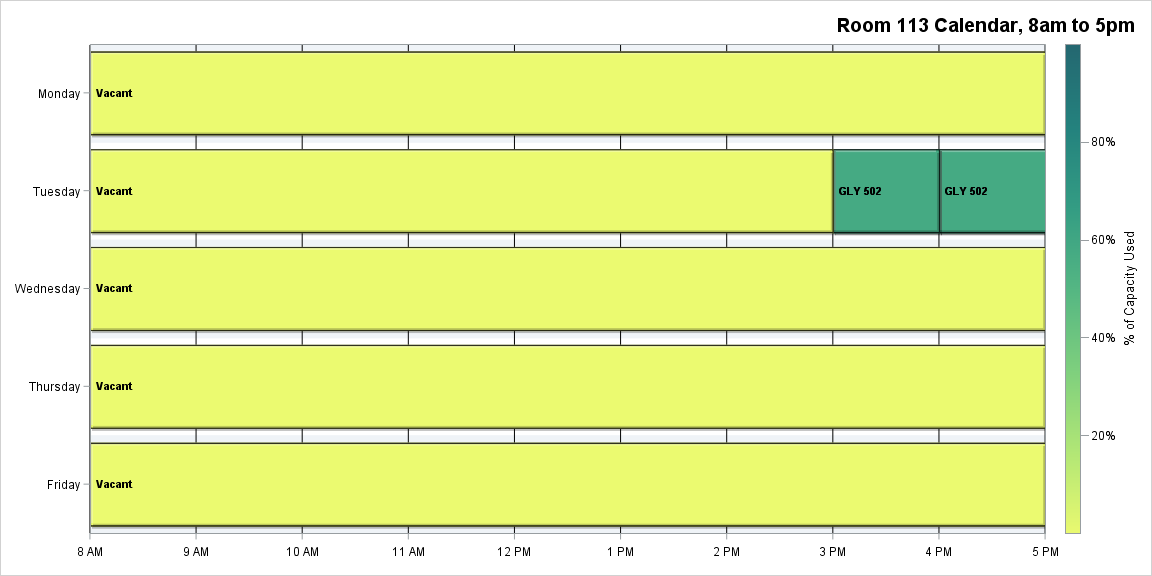 Room 113 Calendar, 8am to 5pm
Monday
Vacant
Tuesday
Vacant
GLY 502
GLY 502
Wednesday
Vacant
Thursday
Vacant
Friday
Vacant
8 AM
9 AM
10 AM
11 AM
12 PM
1 PM
2 PM
3 PM
4 PM
5 PM
80%
60%
40%
20%
% of Capacity Used